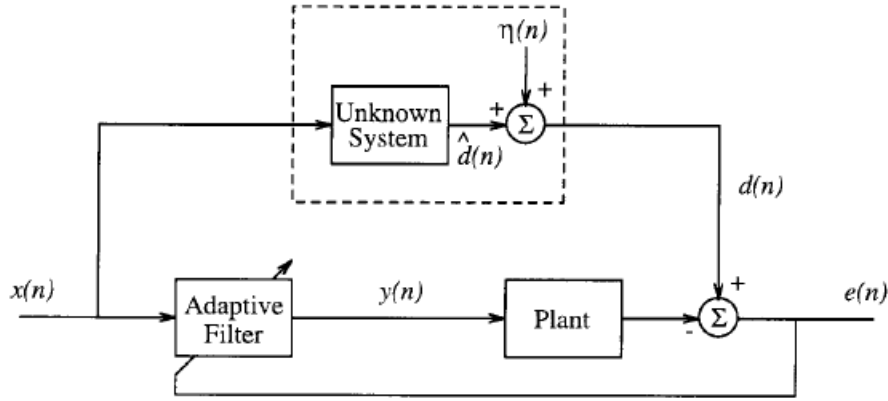 η(n)
+
+
Unknown
System
Σ
d̂(n)
d(n)
x(n)
Adaptive
Filter
y(n)
Plant
+
Σ
-
e(n)